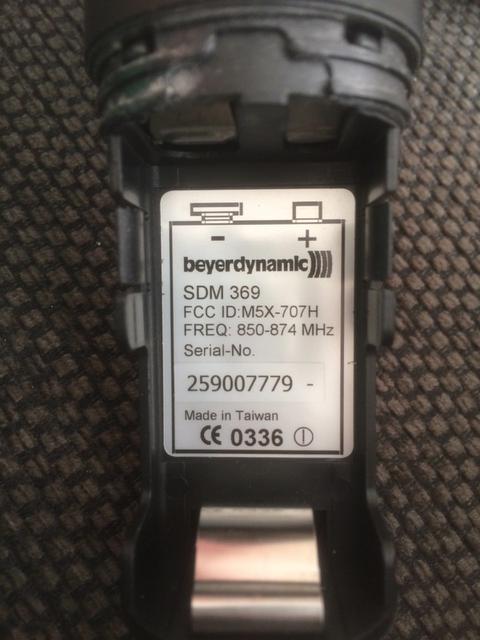 - +
beyerdynamic
SDM 369
FCC ID:M5X-707H
FREQ: 850-874 MHz
Serial-No.
259007779 -
Made in Taiwan
CE 0336